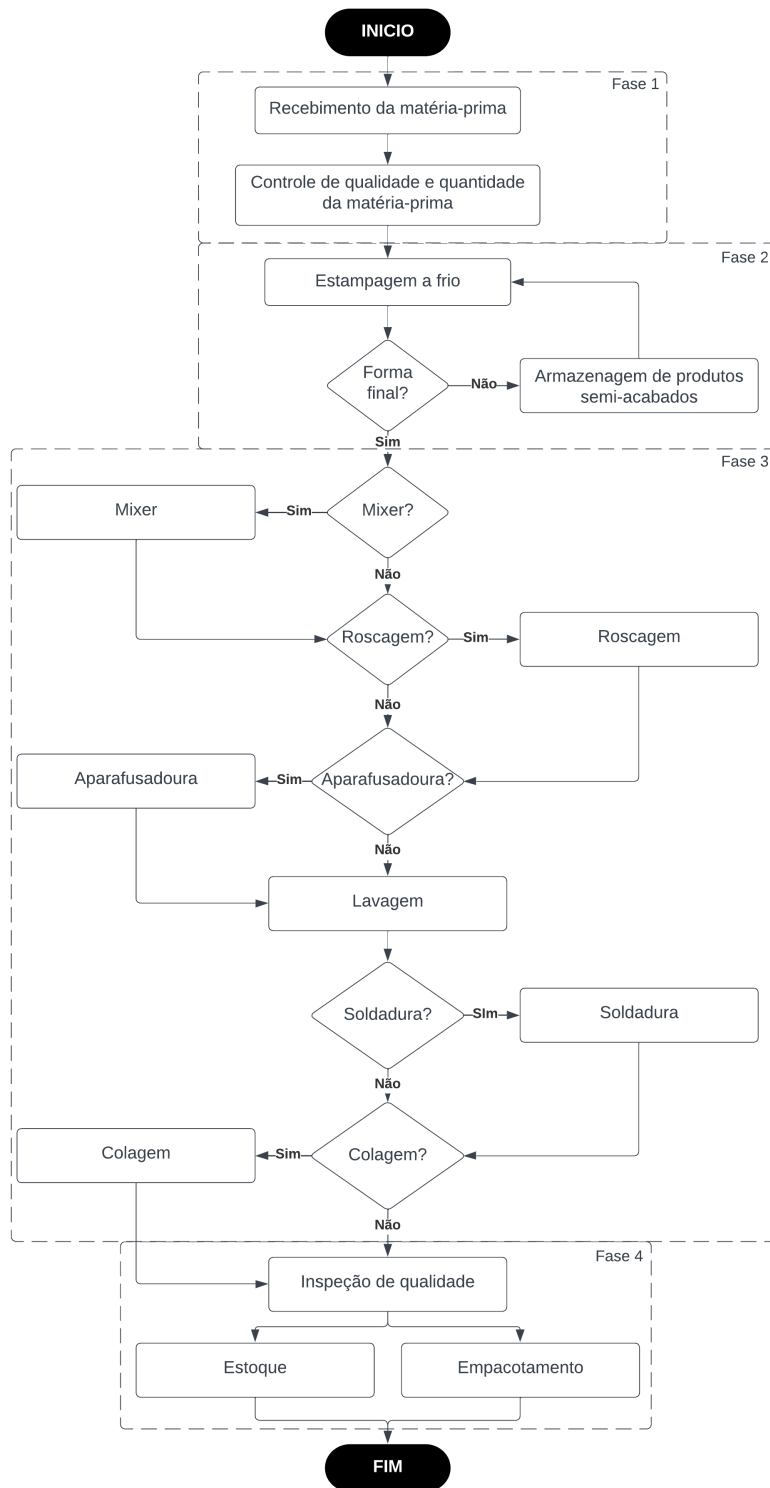 INICIO
Fase 1
Recebimento da matéria-prima
Controle de qualidade e quantidade
da matéria-prima
Fase 2
Estampagem a frio
Forma
final?
Não
Armazenagem de produtos
semi-acabados
Sim
Fase 3
Mixer
Sim
Mixer?
Não
Roscagem?
Sim
Roscagem
Não
Aparafusadoura
Sim
Aparafusadoura?
Não
Lavagem
Soldadura?
SIm
Soldadura
Não
Colagem
Sim
Colagem?
Não
Fase 4
Inspeção de qualidade
Estoque
Empacotamento
FIM